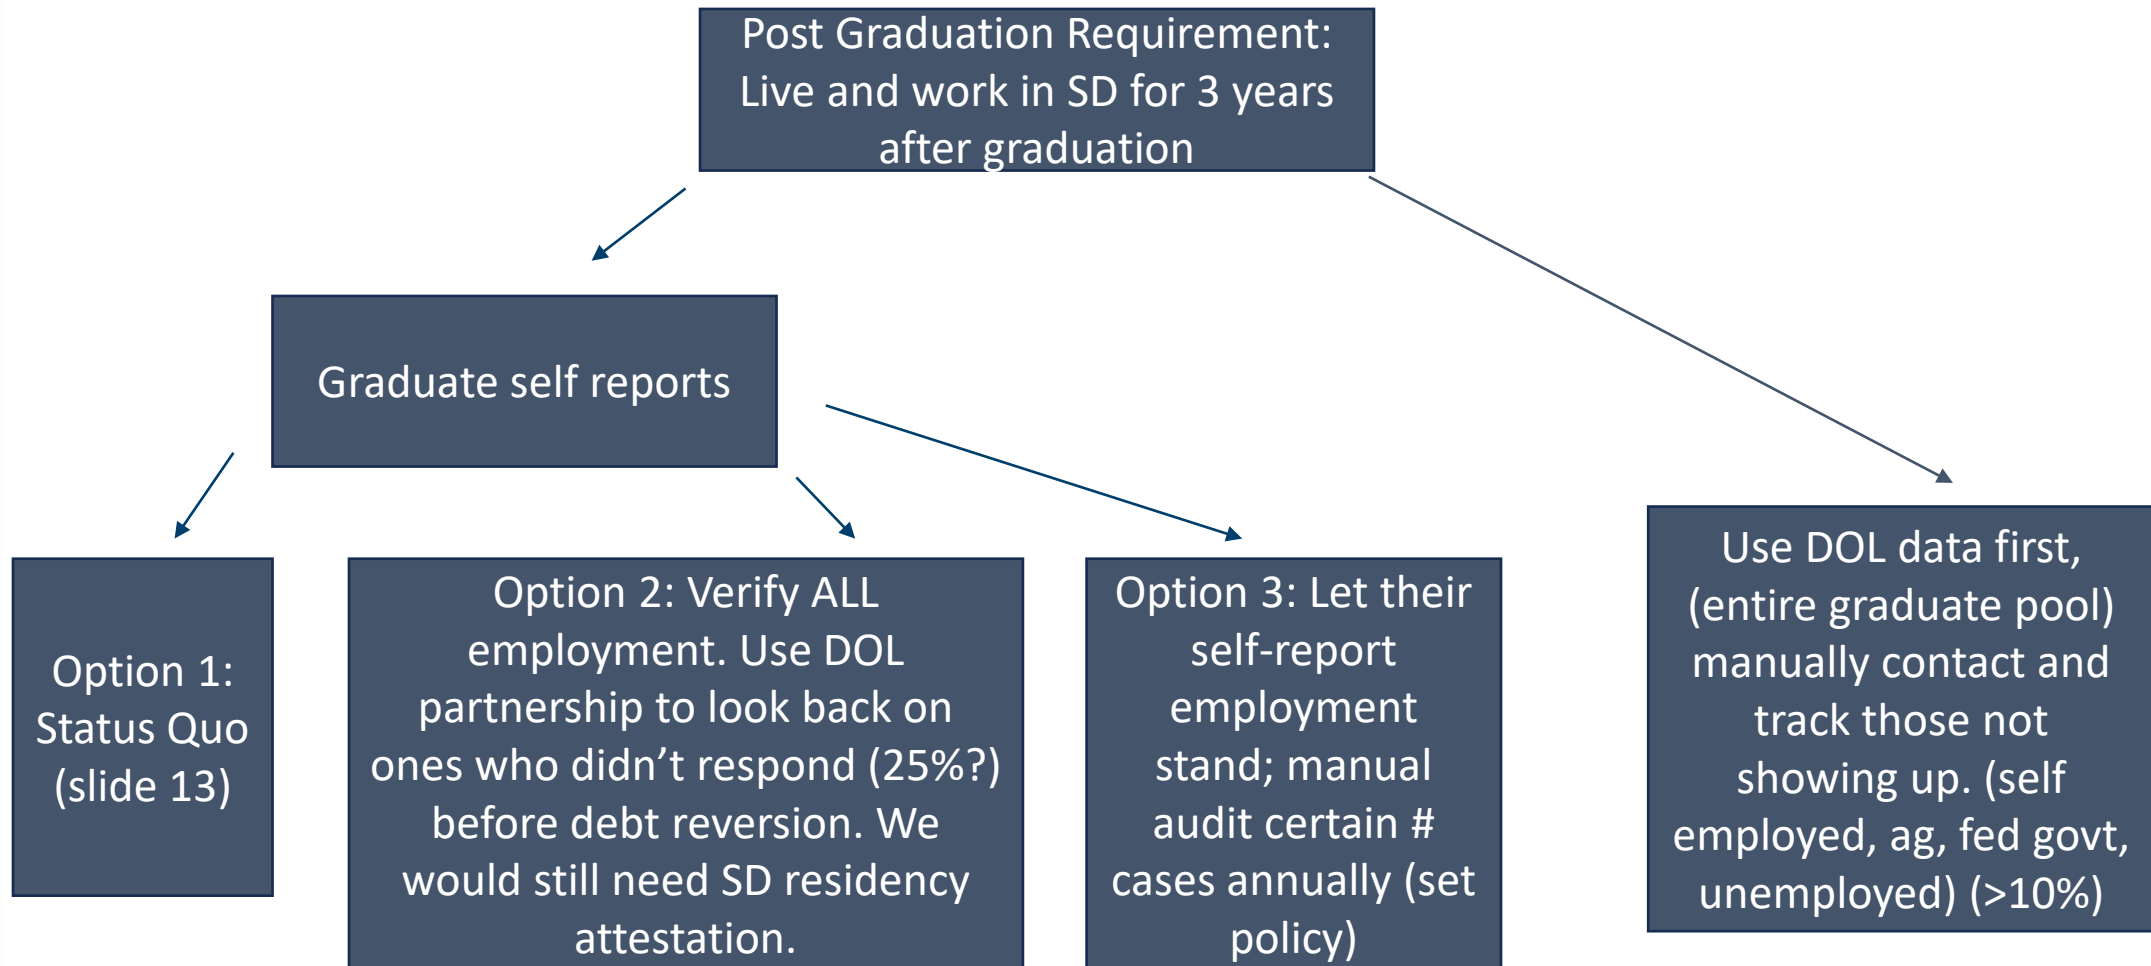 Post Graduation Requirement:
Live and work in SD for 3 years
after graduation
Graduate self reports
Option 1:
Status Quo
(slide 13)
Option 2: Verify ALL
employment. Use DOL
partnership to look back on
ones who didn’t respond (25%?)
before debt reversion. We
would still need SD residency
attestation.
Option 3: Let their
self-report
employment
stand; manual
audit certain #
cases annually (set
policy)
Use DOL data first,
(entire graduate pool)
manually contact and
track those not
showing up. (self
employed, ag, fed govt,
unemployed) (>10%)